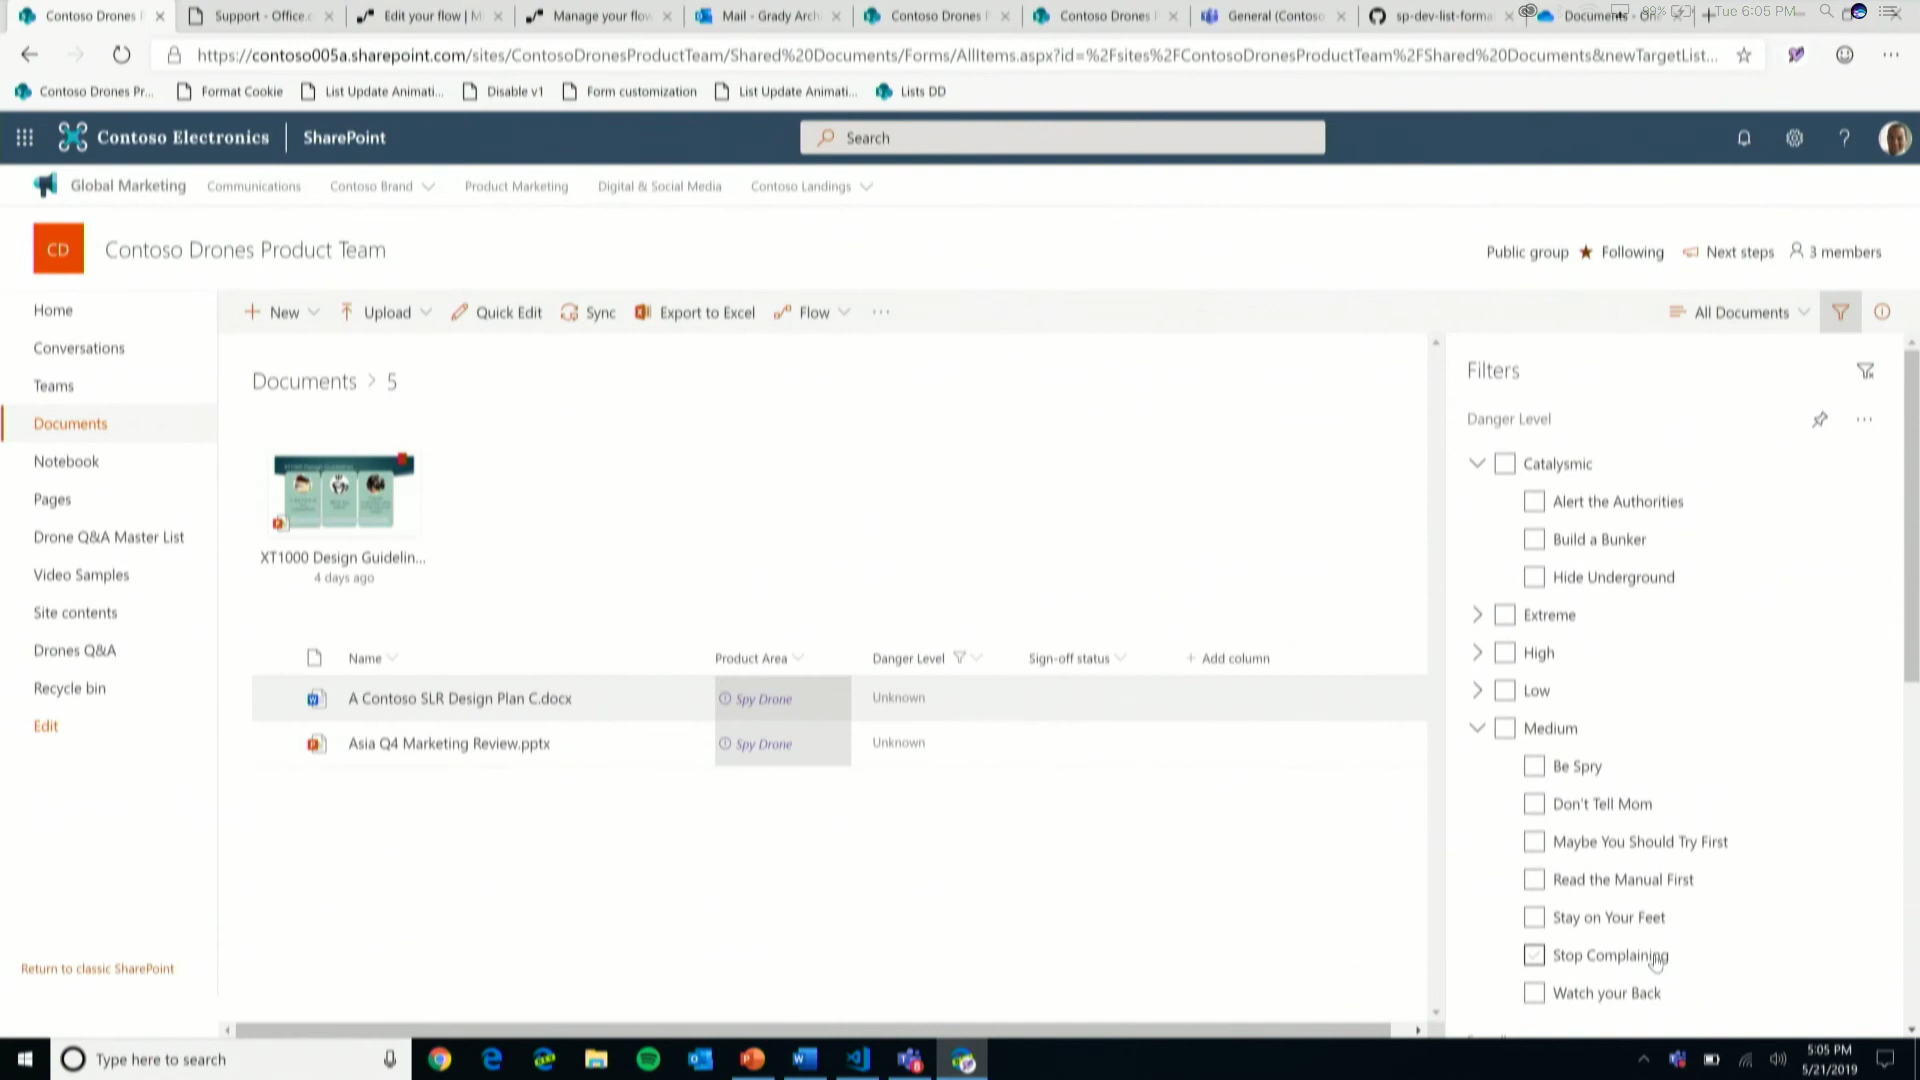 Contoso Drones
Support - Office.c
Edit your flow | M
Manage your flow
Mail - Grady Arch
Contoso Drones
Contoso Drones
General (Contoso
sp-dev-list-forma
Documents - On
99%
Tue 6:05 PM
https://contoso005a.sharepoint.com/sites/ContosoDronesProductTeam/Shared%20Documents/Forms/AllItems.aspx?id=%2Fsites%2FContosoDronesProductTeam%2FShared%20Documents&newTargetList...
Contoso Drones Pr...
Format Cookie
List Update Animati...
Disable v1
Form customization
List Update Animati...
Lists DD
Contoso Electronics
SharePoint
Search
?
Global Marketing
Communications
Contoso Brand
Product Marketing
Digital & Social Media
Contoso Landings
CD
Contoso Drones Product Team
Public group
Following
Next steps
3 members
Home
Conversations
Teams
Documents
Notebook
Pages
Drone Q&A Master List
Video Samples
Site contents
Drones Q&A
Recycle bin
Edit
Return to classic SharePoint
+ New
Upload
Quick Edit
Sync
Export to Excel
Flow
...
All Documents
Documents > 5
XT1000 Design Guidelin...
4 days ago
Name
Product Area
Danger Level
Sign-off status
+ Add column
A Contoso SLR Design Plan C.docx
Spy Drone
Unknown
Asia Q4 Marketing Review.pptx
Spy Drone
Unknown
Filters
Danger Level
...
Catalysmic
Alert the Authorities
Build a Bunker
Hide Underground
Extreme
High
Low
Medium
Be Spry
Don't Tell Mom
Maybe You Should Try First
Read the Manual First
Stay on Your Feet
Stop Complaining
Watch your Back
Type here to search
5:05 PM
5/21/2019